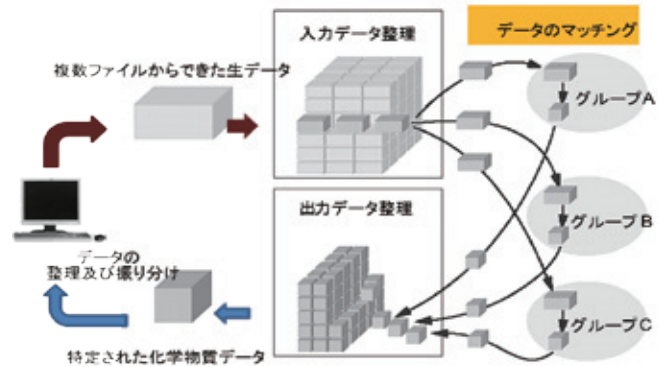 入力データ整理
データのマッチング
複数ファイルからできた生データ
グループA
出力データ整理
グループB
データの
整理及び振り分け
グループC
特定された化学物質データ